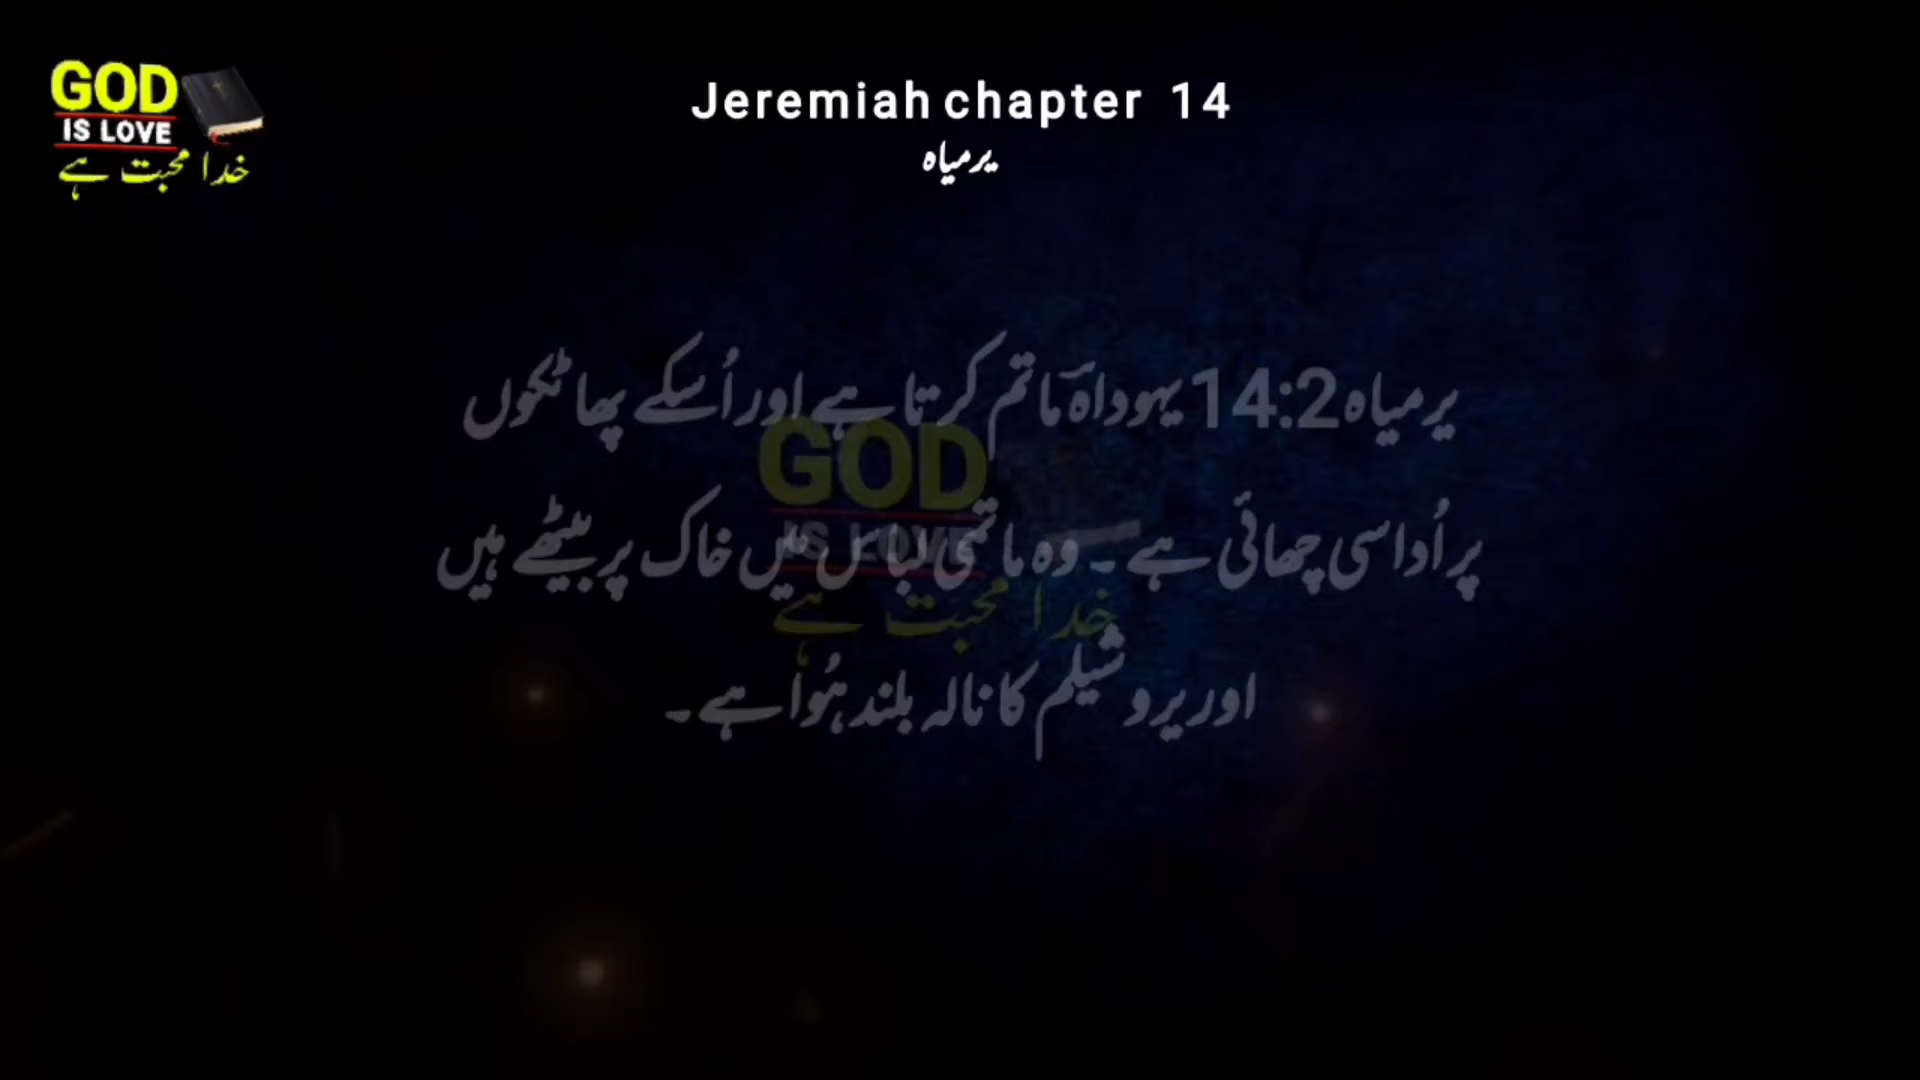 GOD
IS LOVE
خدا محبت ہے
Jeremiah chapter 14
یرمیاہ
یرمیاہ 14:2 یہوداہؔ ماتم کرتا ہے اور اُسکے پھاٹکوں
پر اُداسی چھائی ہے۔ وہ ماتمی لباس میں خاک پر بیٹھے ہیں
اور یروشیلم کا نالہ بلند ہُوا ہے۔
GOD
IS LOVE
خدا محبت ہے